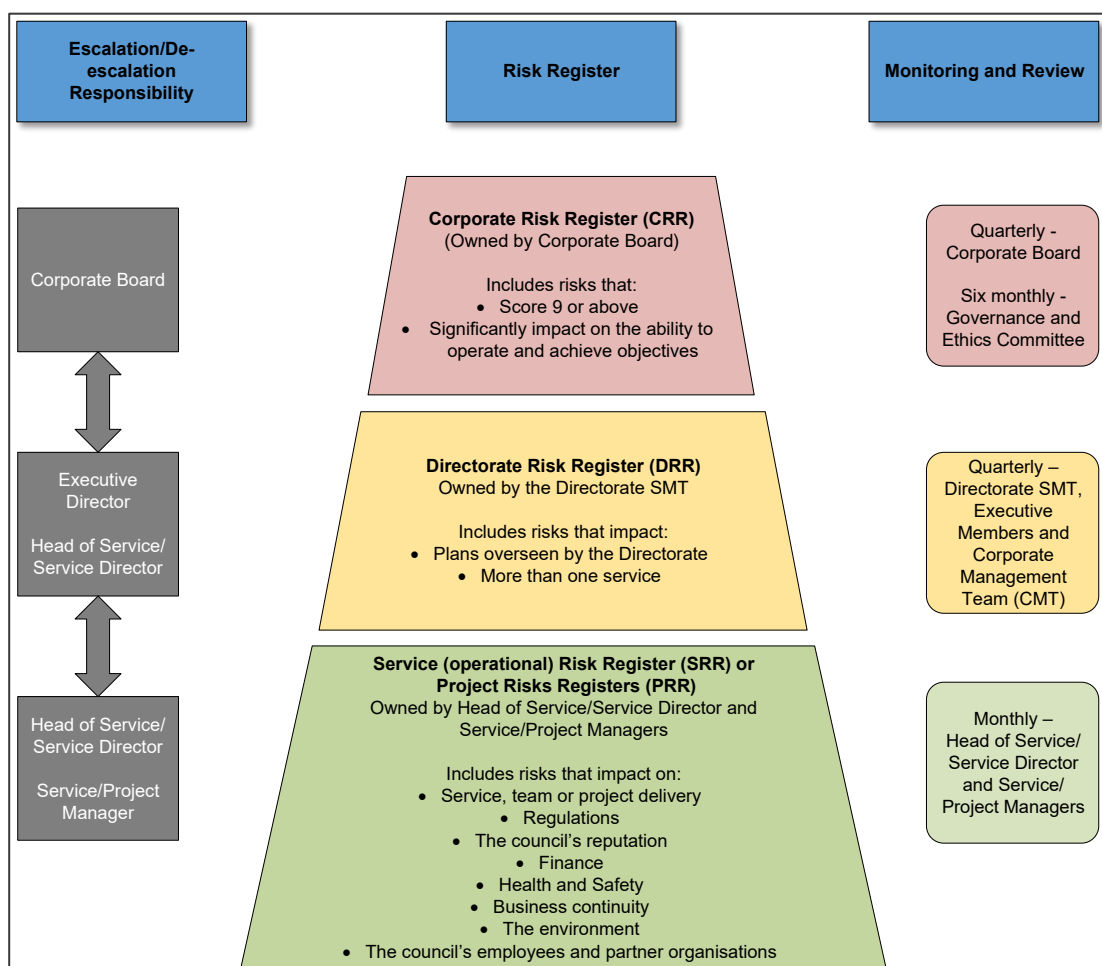 Escalation/De-
escalation
Responsibility
Risk Register
Monitoring and Review
Corporate Board
Corporate Risk Register (CRR)
(Owned by Corporate Board)
Includes risks that:
• Score 9 or above
• Significantly impact on the ability to
operate and achieve objectives
Quarterly -
Corporate Board
Six monthly -
Governance and
Ethics Committee
Executive
Director
Head of Service/
Service Director
Directorate Risk Register (DRR)
Owned by the Directorate SMT
Includes risks that impact:
• Plans overseen by the Directorate
• More than one service
Quarterly –
Directorate SMT,
Executive
Members and
Corporate
Management
Team (CMT)
Head of Service/
Service Director
Service/Project
Manager
Service (operational) Risk Register (SRR) or
Project Risks Registers (PRR)
Owned by Head of Service/Service Director and
Service/Project Managers
Includes risks that impact on:
• Service, team or project delivery
• Regulations
• The council’s reputation
• Finance
• Health and Safety
• Business continuity
• The environment
• The council’s employees and partner organisations
Monthly –
Head of Service/
Service Director
and Service/
Project Managers